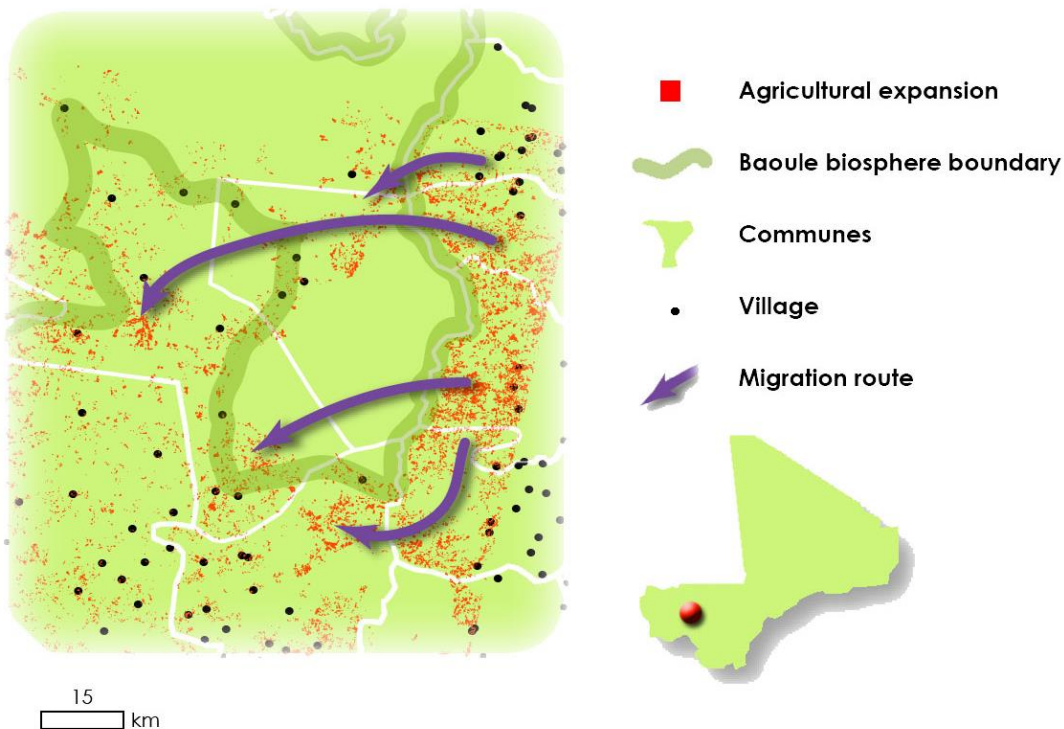 Agricultural expansion
Baoule biosphere boundary
Communes
Village
Migration route
15
km